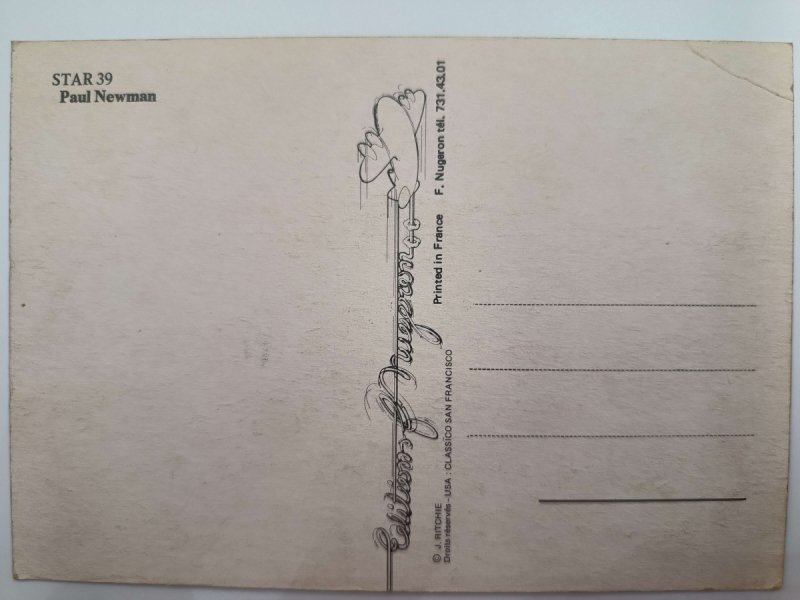 STAR 39
Paul Newman
Editions f Nugeron
Printed in France F. Nugeron tél. 731.43.01
© J. RITCHIE
Droits réservés - USA : CLASSICO SAN FRANCISCO